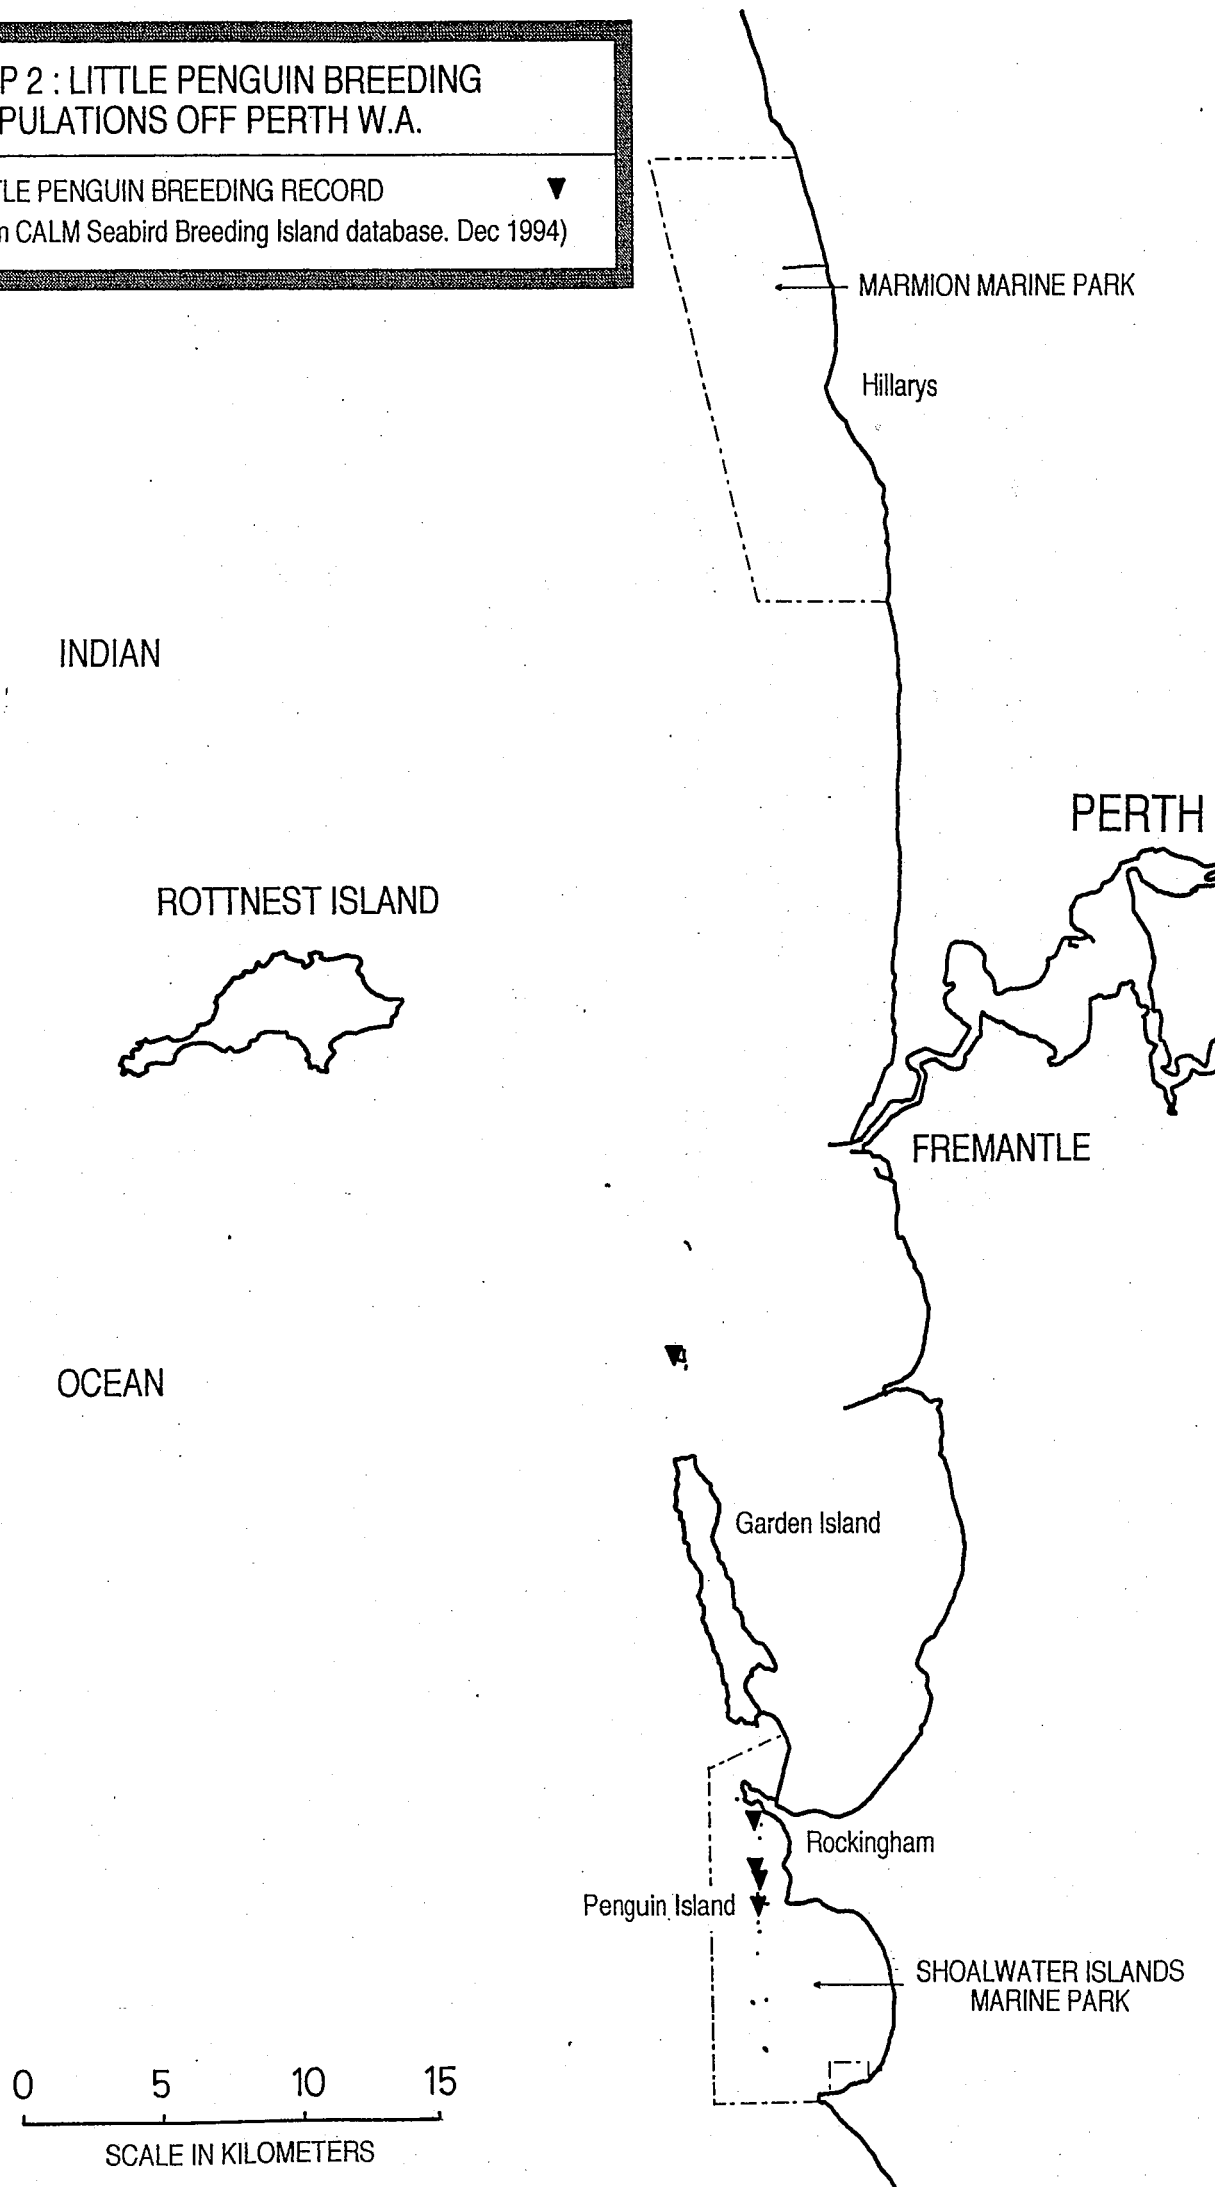 P 2 : LITTLE PENGUIN BREEDING
PULATIONS OFF PERTH W.A.
TLE PENGUIN BREEDING RECORD
n CALM Seabird Breeding Island database. Dec 1994)
MARMION MARINE PARK
Hillarys
INDIAN
PERTH
ROTTNEST ISLAND
FREMANTLE
OCEAN
Garden Island
Rockingham
Penguin Island
SHOALWATER ISLANDS
MARINE PARK
0 5 10 15
SCALE IN KILOMETERS